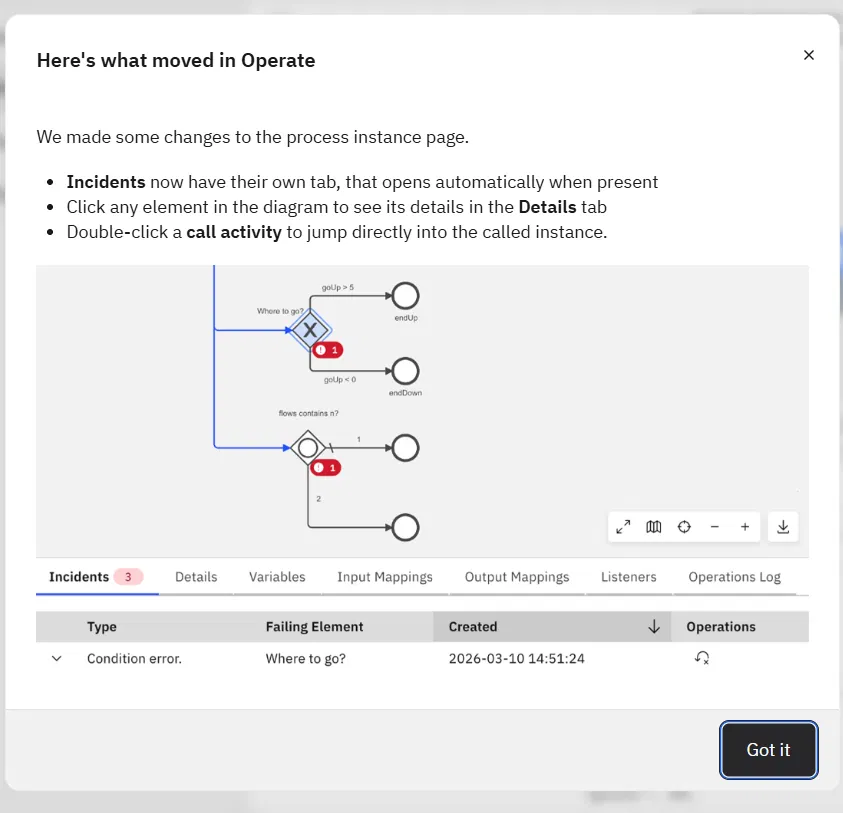 Here's what moved in Operate
We made some changes to the process instance page.
Incidents now have their own tab, that opens automatically when present
Click any element in the diagram to see its details in the Details tab
Double-click a call activity to jump directly into the called instance.
goUp > 5
Where to go?
endUp
1
goUp < 0
endDown
flows contains n?
1
1
2
Incidents 3 Details Variables Input Mappings Output Mappings Listeners Operations Log
Type Failing Element Created Operations
Condition error. Where to go? 2026-03-10 14:51:24
Got it